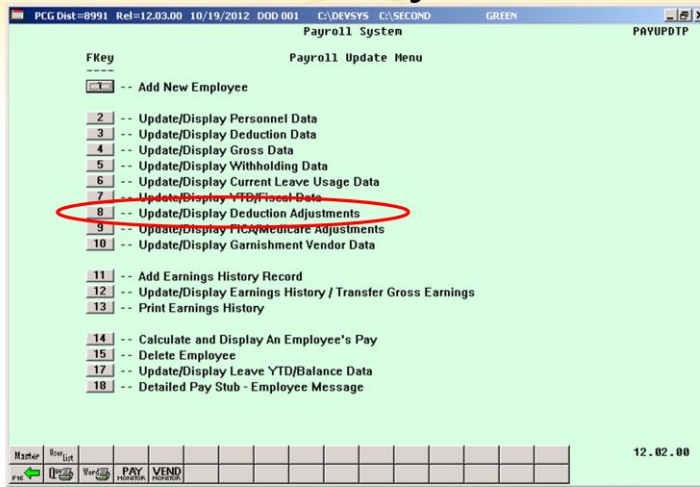 PCG Dist=8991 Rel=12.03.00 10/19/2012 DOD 001 C:\DEVSYS C:\SECOND GREEN
Payroll System PAYUPDTP
FKey Payroll Update Menu
----
1 -- Add New Employee
2 -- Update/Display Personnel Data
3 -- Update/Display Deduction Data
4 -- Update/Display Gross Data
5 -- Update/Display Withholding Data
6 -- Update/Display Current Leave Usage Data
7 -- Update/Display YTD/Fiscal Data
8 -- Update/Display Deduction Adjustments
9 -- Update/Display FICA/Medicare Adjustments
10 -- Update/Display Garnishment Vendor Data
11 -- Add Earnings History Record
12 -- Update/Display Earnings History / Transfer Gross Earnings
13 -- Print Earnings History
14 -- Calculate and Display An Employee's Pay
15 -- Delete Employee
17 -- Update/Display Leave YTD/Balance Data
18 -- Detailed Pay Stub - Employee Message
Master User list 12.02.00
F16 Word PAY MONITOR VEND MONITOR